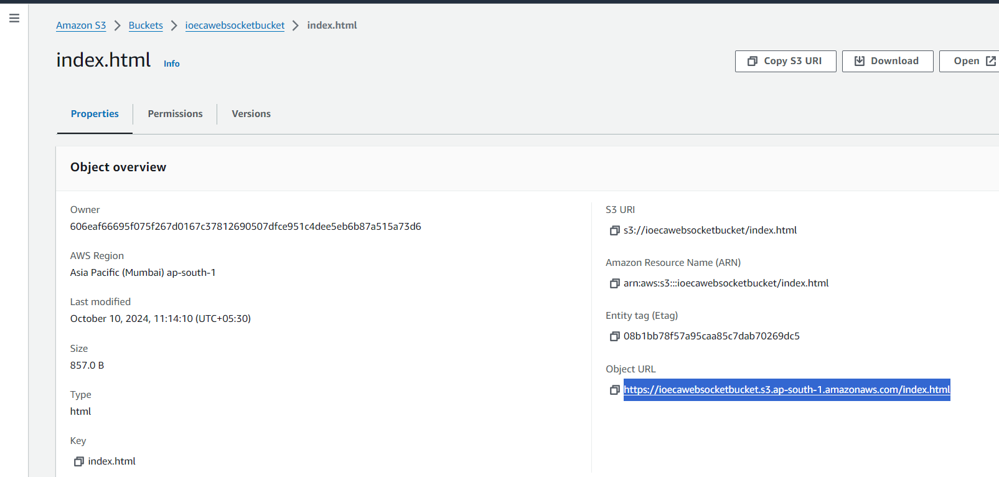 Amazon S3 > Buckets > ioecawebsocketbucket > index.html
index.html Info
Copy S3 URI Download Open
Properties Permissions Versions
Object overview
Owner
606eaf66695f075f267d0167c37812690507dfce951c4dee5eb6b87a515a73d6
AWS Region
Asia Pacific (Mumbai) ap-south-1
Last modified
October 10, 2024, 11:14:10 (UTC+05:30)
Size
857.0 B
Type
html
Key
index.html
S3 URI
s3://ioecawebsocketbucket/index.html
Amazon Resource Name (ARN)
arn:aws:s3:::ioecawebsocketbucket/index.html
Entity tag (Etag)
08b1bb78f57a95caa85c7dab70269dc5
Object URL
https://ioecawebsocketbucket.s3.ap-south-1.amazonaws.com/index.html